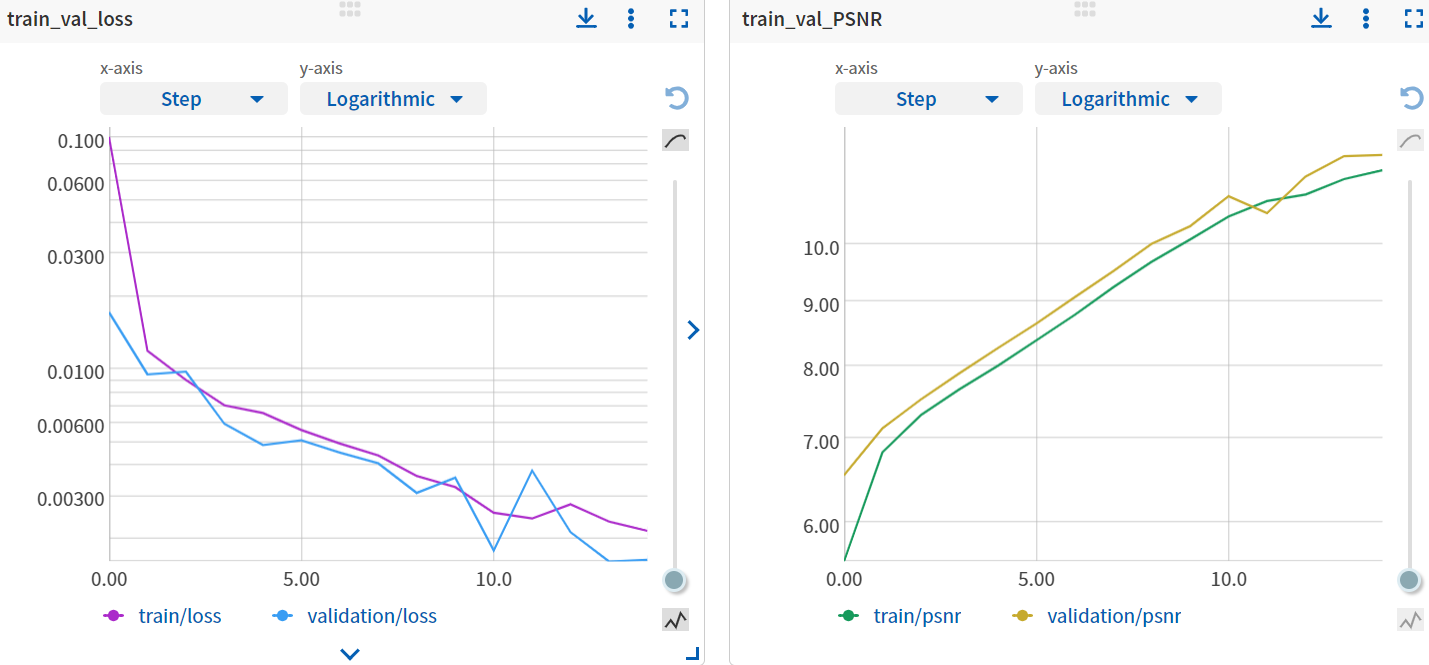 train_val_loss
x-axis
y-axis
Step
Logarithmic
0.100
0.0600
0.0300
0.0100
0.00600
0.00300
0.00
5.00
10.0
train/loss
validation/loss
train_val_PSNR
x-axis
y-axis
Step
Logarithmic
10.0
9.00
8.00
7.00
6.00
0.00
5.00
10.0
train/psnr
validation/psnr